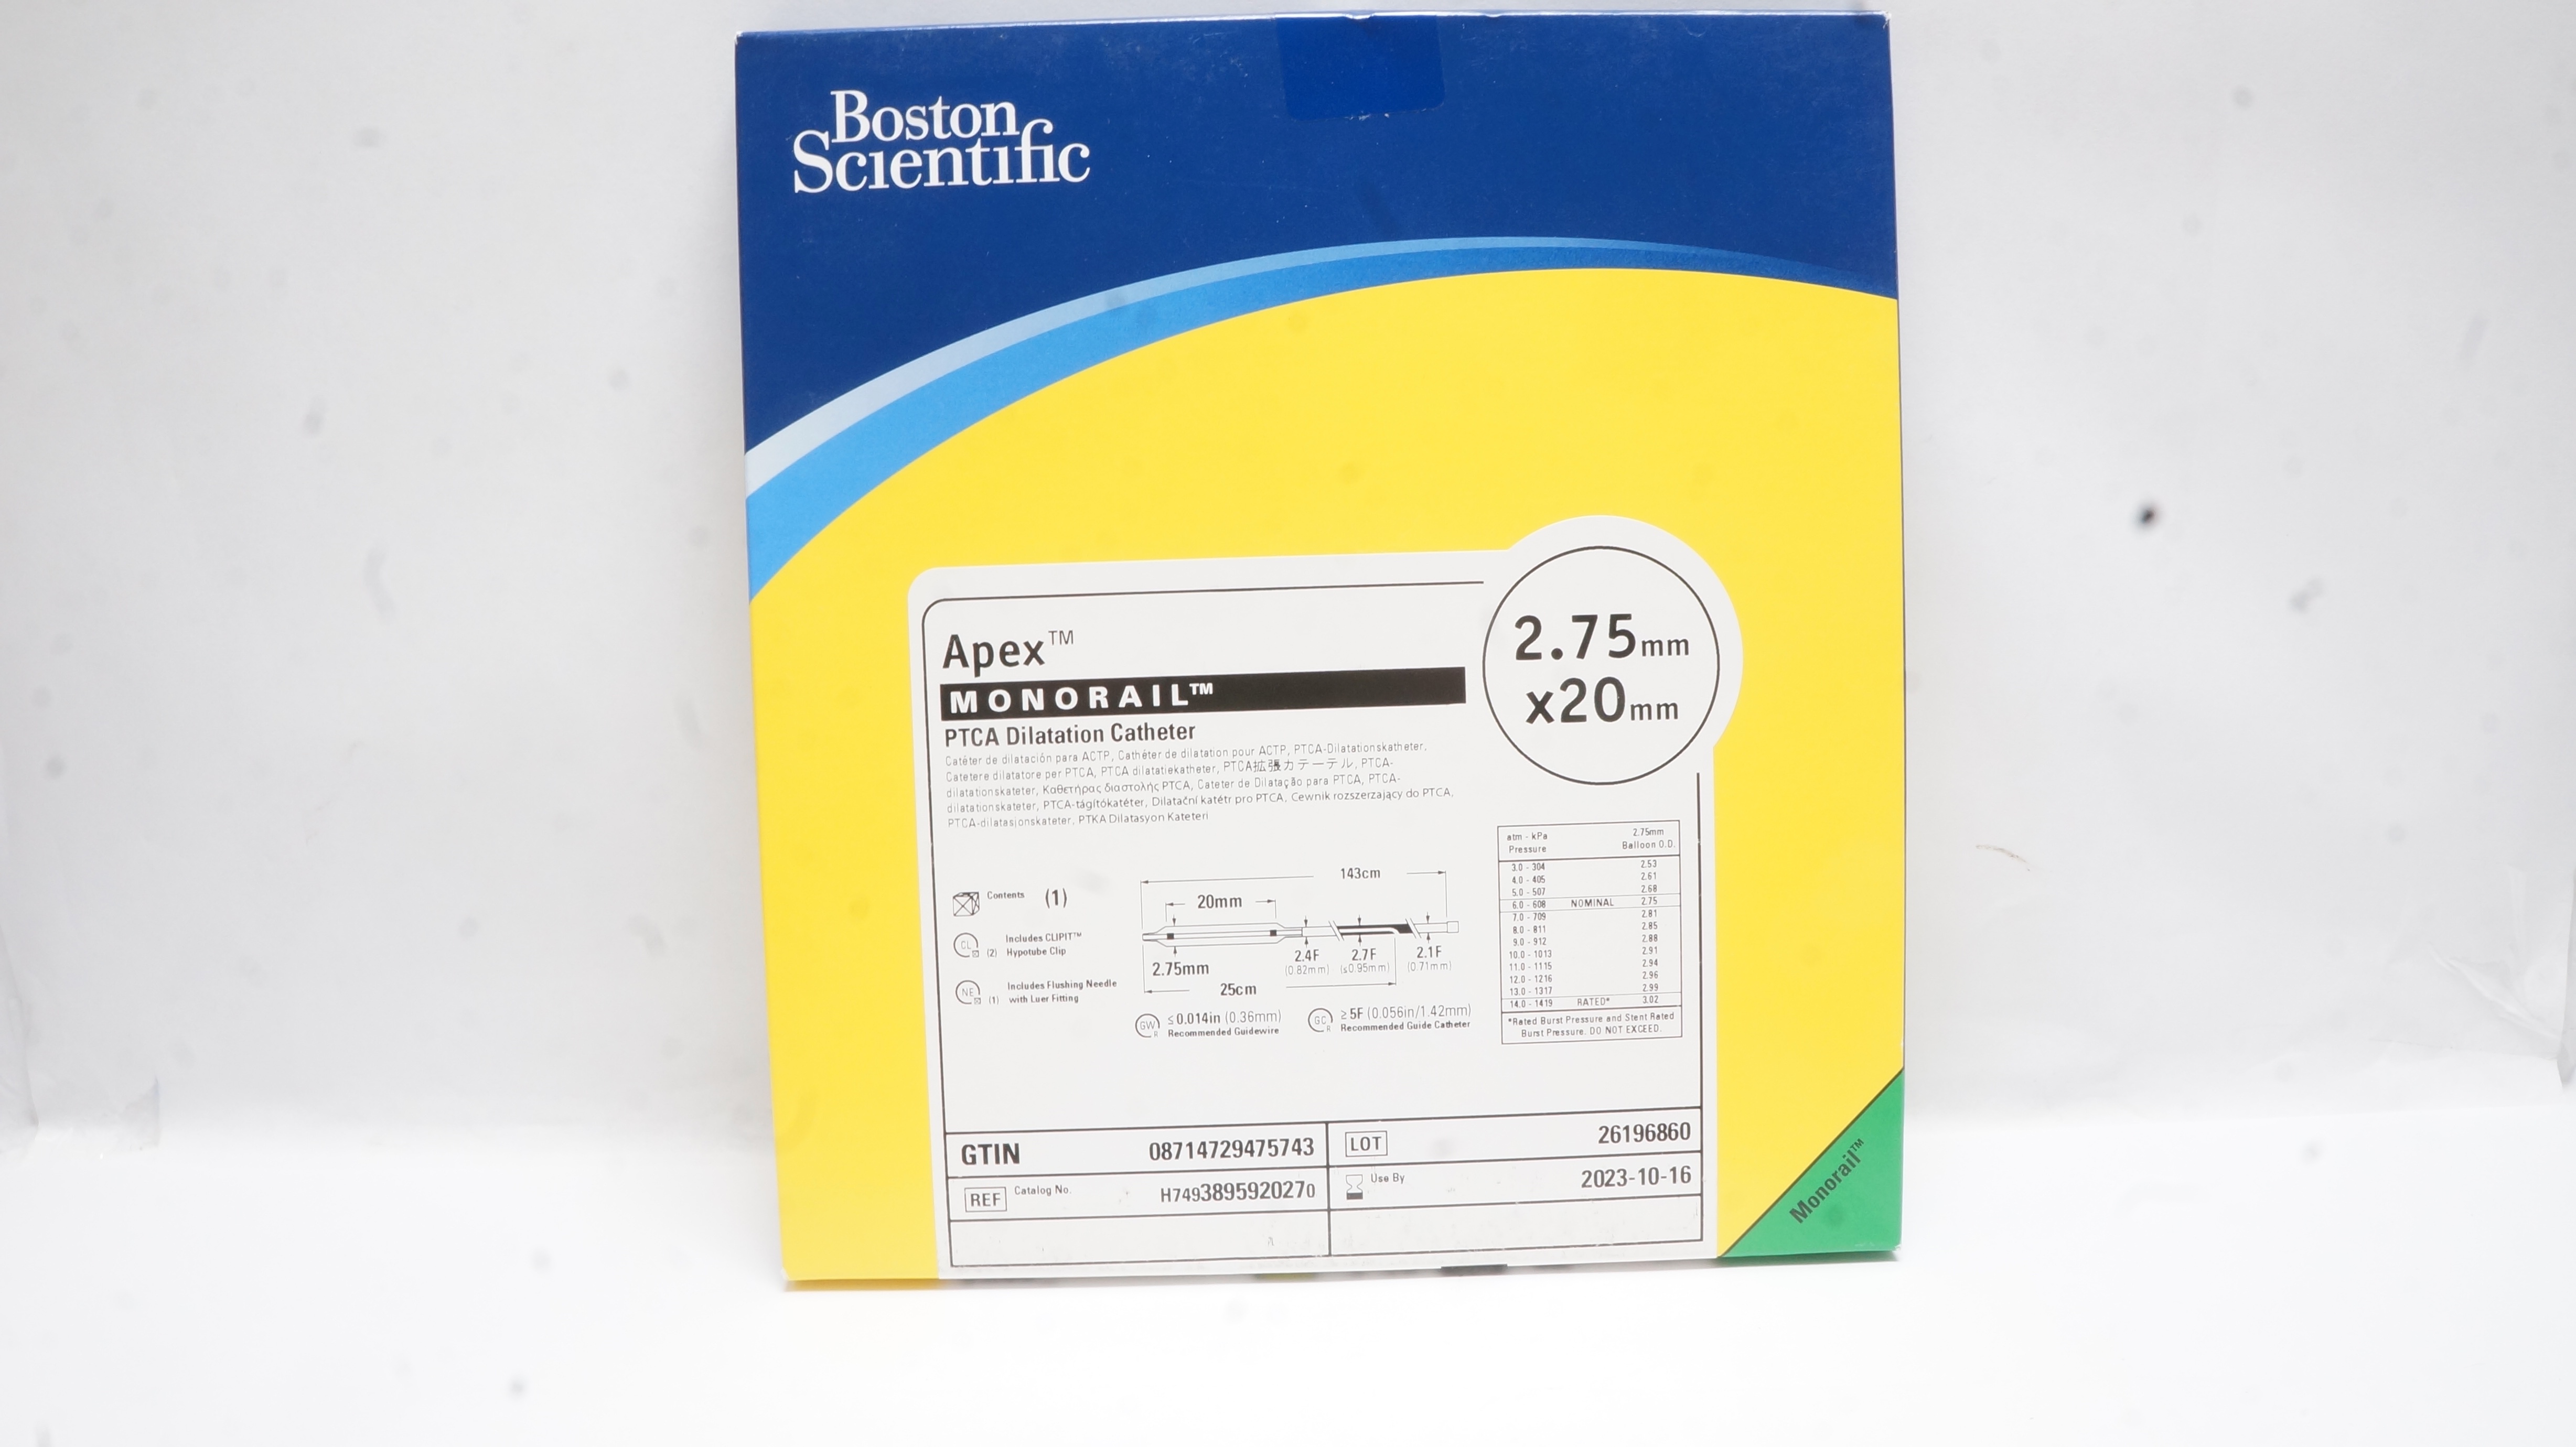 Boston
Scientific
Apex™
MONORAIL™
PTCA Dilatation Catheter
Catéter de dilatación para ACTP, Cathéter de dilatation pour ACTP, PTCA-Dilatationskatheter,
Catetere dilatatore per PTCA, PTCA dilatatiekatheter, PTCA拡張カテーテル, PTCA-
dilatationskateter, Καθετήρας διαστολής PTCA, Cateter de Dilatação para PTCA, PTCA-
dilatationskateter, PTCA-tágítókatéter, Dilatační katétr pro PTCA, Cewnik rozszerzający do PTCA,
PTCA-dilatasjonskateter, PTKA Dilatasyon Kateteri
2.75mm
x20mm
Contents (1)
CL (2) Includes CLIPIT™
Hypotube Clip
NE (1) Includes Flushing Needle
with Luer Fitting
143cm
20mm
2.4F 2.7F 2.1F
(0.82mm) (≤0.95mm) (0.71mm)
2.75mm
25cm
GW R ≤0.014in (0.36mm)
Recommended Guidewire
GC R ≥5F (0.056in/1.42mm)
Recommended Guide Catheter
atm - kPa 2.75mm
Pressure Balloon O.D.
3.0 - 304 2.53
4.0 - 405 2.61
5.0 - 507 2.68
6.0 - 608 NOMINAL 2.75
7.0 - 709 2.81
8.0 - 811 2.85
9.0 - 912 2.88
10.0 - 1013 2.91
11.0 - 1115 2.94
12.0 - 1216 2.96
13.0 - 1317 2.99
14.0 - 1419 RATED* 3.02
*Rated Burst Pressure and Stent Rated
Burst Pressure. DO NOT EXCEED.
GTIN 08714729475743
LOT 26196860
REF Catalog No. H7493895920270
Use By 2023-10-16
Monorail™